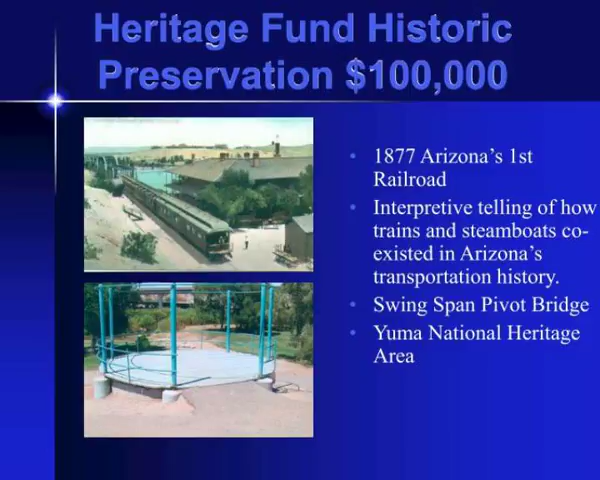 Heritage Fund Historic
Preservation $100,000
1877 Arizona's 1st
Railroad
Interpretive telling of how
trains and steamboats co-
existed in Arizona's
transportation history.
Swing Span Pivot Bridge
Yuma National Heritage
Area